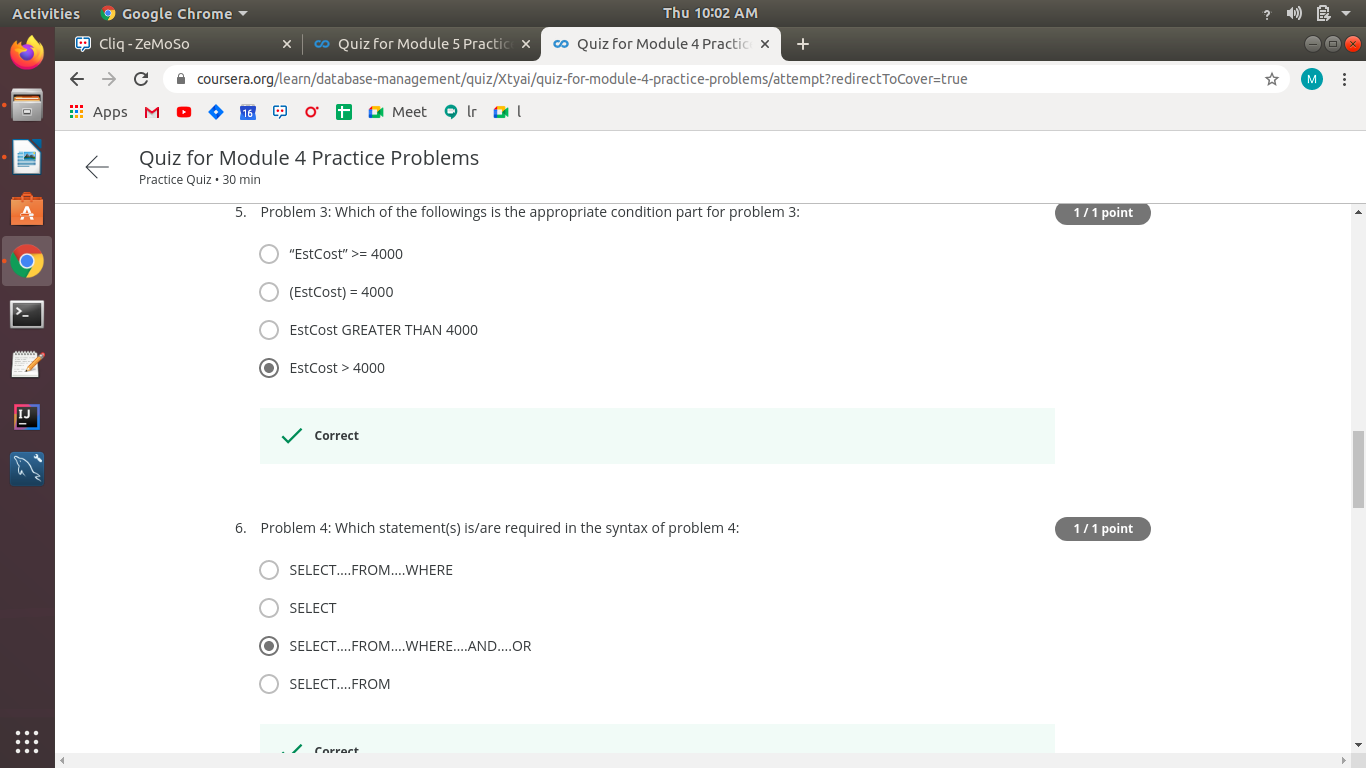 Activities Google Chrome Thu 10:02 AM ?
Cliq - ZeMoSo Quiz for Module 5 Practic Quiz for Module 4 Practic
coursera.org/learn/database-management/quiz/Xtyai/quiz-for-module-4-practice-problems/attempt?redirectToCover=true M
Apps 16 Meet lr l
Quiz for Module 4 Practice Problems
Practice Quiz • 30 min
5. Problem 3: Which of the followings is the appropriate condition part for problem 3: 1 / 1 point
“EstCost” >= 4000
(EstCost) = 4000
EstCost GREATER THAN 4000
EstCost > 4000
Correct
6. Problem 4: Which statement(s) is/are required in the syntax of problem 4: 1 / 1 point
SELECT....FROM....WHERE
SELECT
SELECT....FROM....WHERE....AND....OR
SELECT....FROM
Correct
IJ